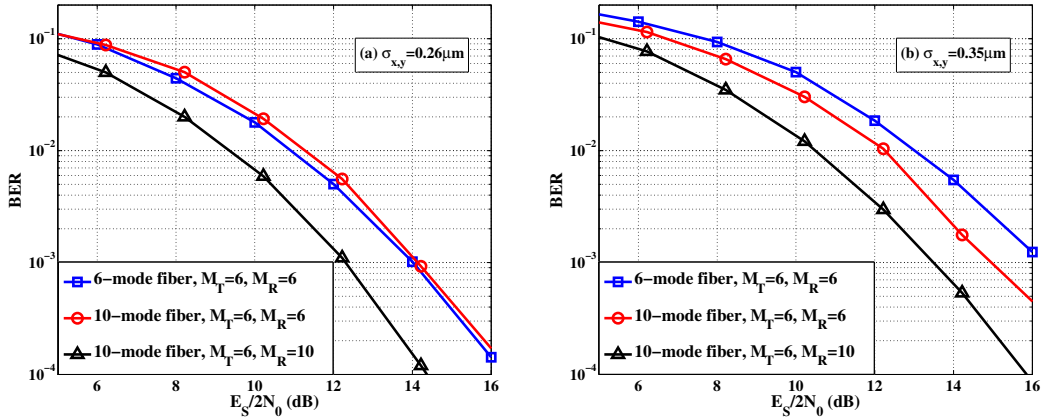 (a) σx,y=0.26μm
BER
10−1
10−2
10−3
10−4
6−mode fiber, MT=6, MR=6
10−mode fiber, MT=6, MR=6
10−mode fiber, MT=6, MR=10
6 8 10 12 14 16
ES/2N0 (dB)
(b) σx,y=0.35μm
BER
10−1
10−2
10−3
10−4
6−mode fiber, MT=6, MR=6
10−mode fiber, MT=6, MR=6
10−mode fiber, MT=6, MR=10
6 8 10 12 14 16
ES/2N0 (dB)